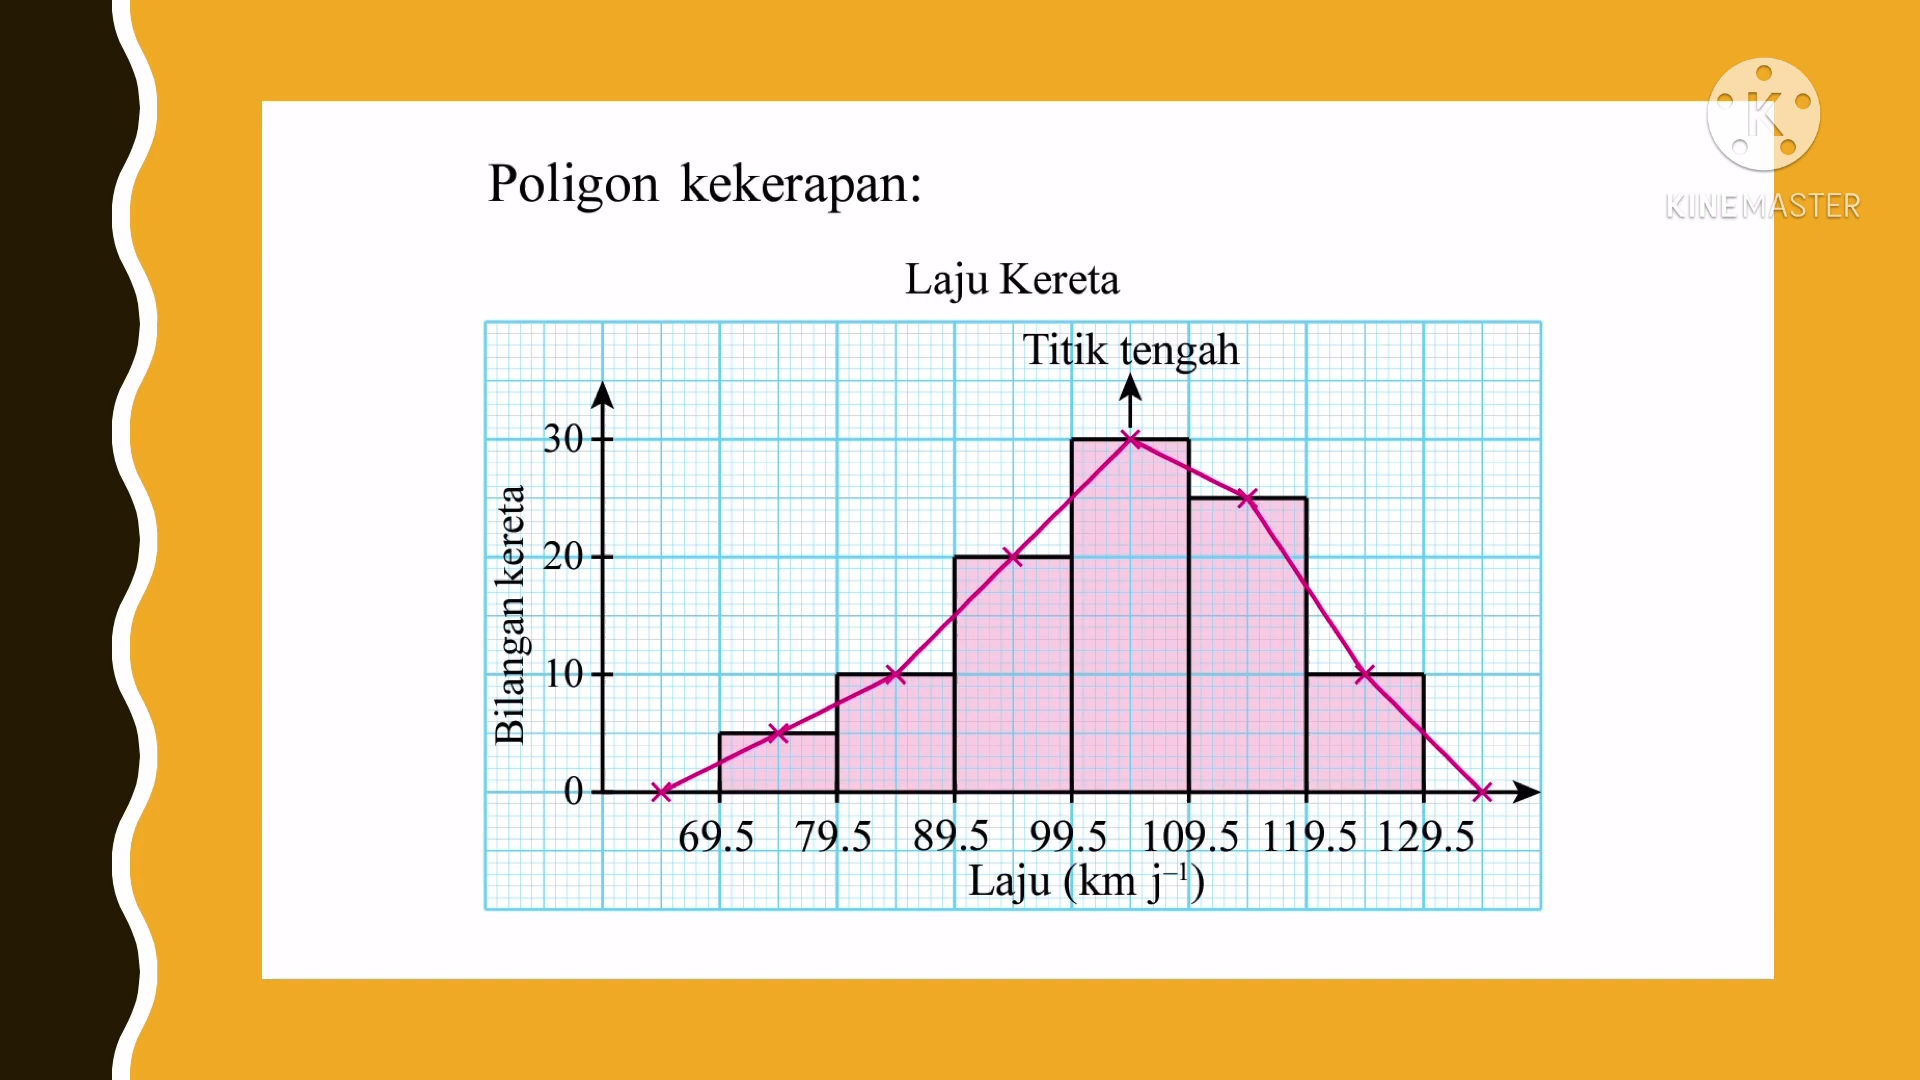 K
KINEMASTER
Poligon kekerapan:
Laju Kereta
Titik tengah
Bilangan kereta
30
20
10
0
69.5 79.5 89.5 99.5 109.5 119.5 129.5
Laju (km j⁻¹)